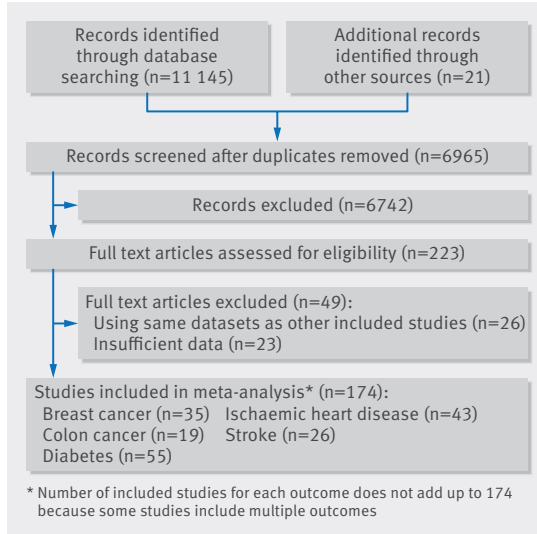 Records identified
through database
searching (n=11 145)
Additional records
identified through
other sources (n=21)
Records screened after duplicates removed (n=6965)
Records excluded (n=6742)
Full text articles assessed for eligibility (n=223)
Full text articles excluded (n=49):
Using same datasets as other included studies (n=26)
Insufficient data (n=23)
Studies included in meta-analysis* (n=174):
Breast cancer (n=35) Ischaemic heart disease (n=43)
Colon cancer (n=19) Stroke (n=26)
Diabetes (n=55)
* Number of included studies for each outcome does not add up to 174
because some studies include multiple outcomes